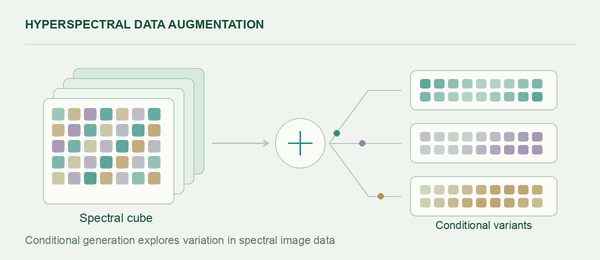 HYPERSPECTRAL DATA AUGMENTATION
Spectral cube
Conditional variants
Conditional generation explores variation in spectral image data